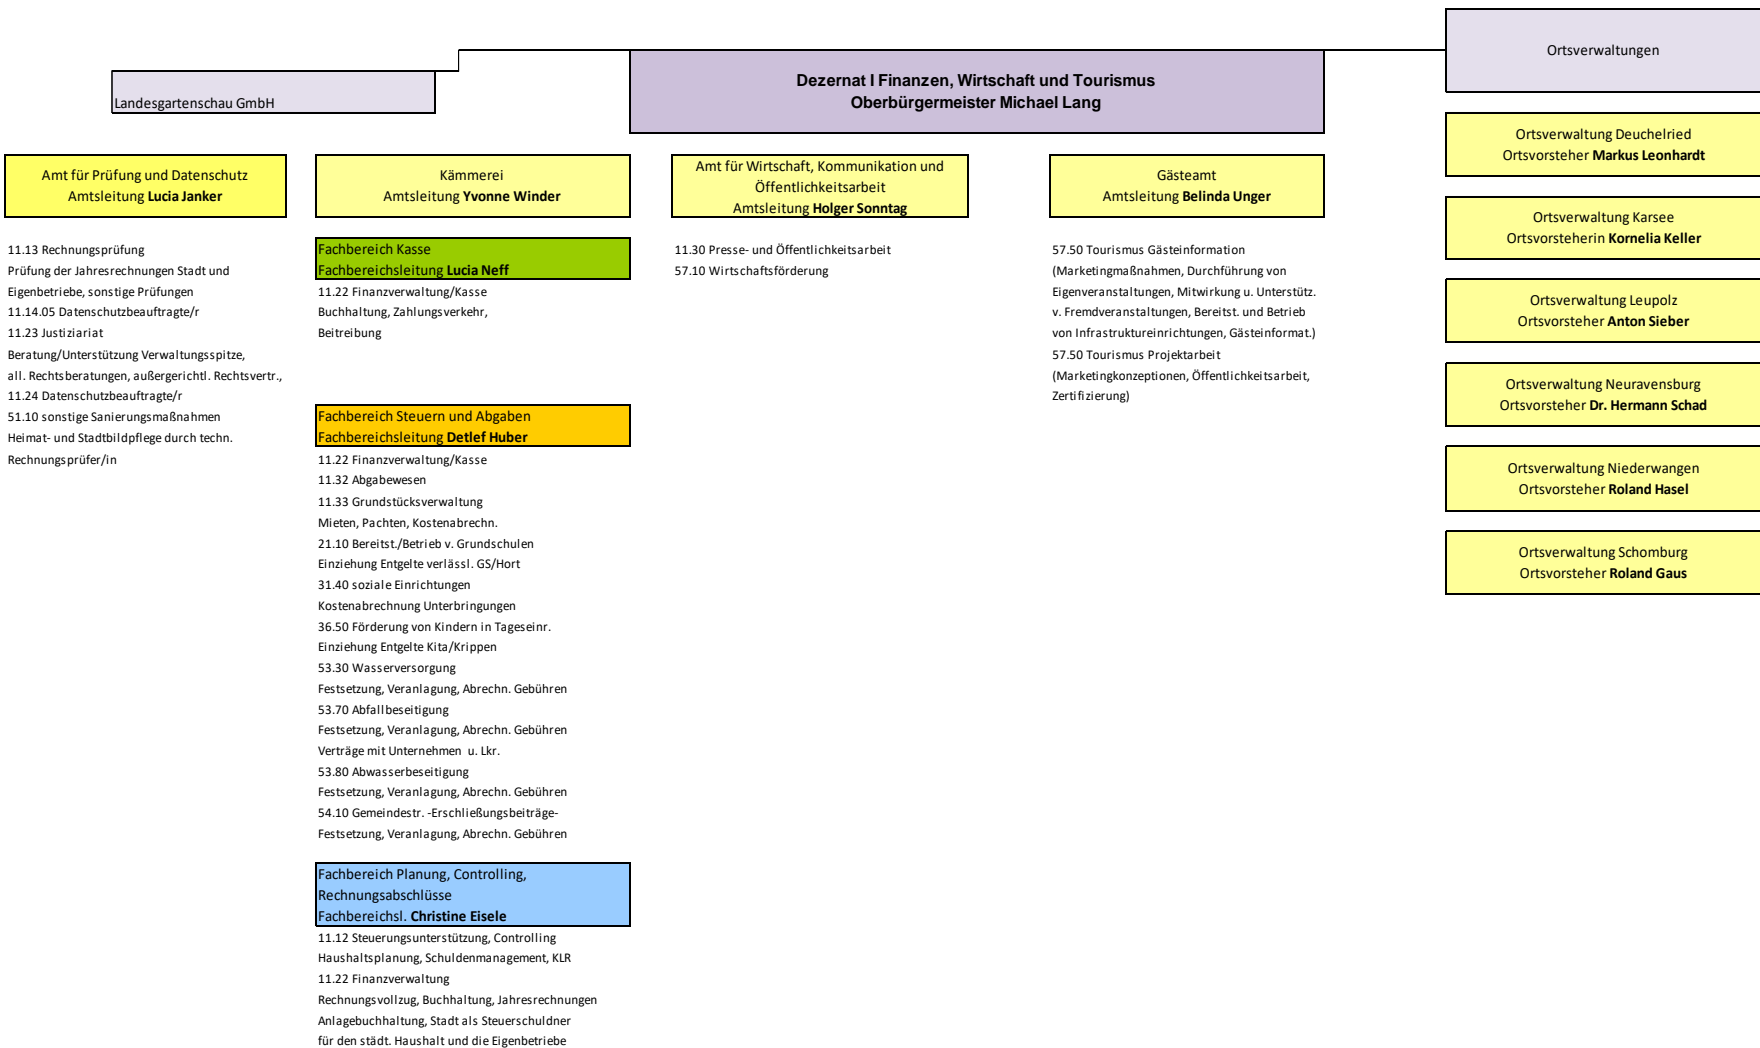 Landesgartenschau GmbH
Dezernat I Finanzen, Wirtschaft und Tourismus
Oberbürgermeister Michael Lang
Ortsverwaltungen
Amt für Prüfung und Datenschutz
Amtsleitung Lucia Janker
11.13 Rechnungsprüfung
Prüfung der Jahresrechnungen Stadt und
Eigenbetriebe, sonstige Prüfungen
11.14.05 Datenschutzbeauftragte/r
11.23 Justiziariat
Beratung/Unterstützung Verwaltungsspitze,
all. Rechtsberatungen, außergerichtl. Rechtsvertr.,
11.24 Datenschutzbeauftragte/r
51.10 sonstige Sanierungsmaßnahmen
Heimat- und Stadtbildpflege durch techn.
Rechnungsprüfer/in
Kämmerei
Amtsleitung Yvonne Winder
Fachbereich Kasse
Fachbereichsleitung Lucia Neff
11.22 Finanzverwaltung/Kasse
Buchhaltung, Zahlungsverkehr,
Beitreibung
Fachbereich Steuern und Abgaben
Fachbereichsleitung Detlef Huber
11.22 Finanzverwaltung/Kasse
11.32 Abgabewesen
11.33 Grundstücksverwaltung
Mieten, Pachten, Kostenabrechn.
21.10 Bereitst./Betrieb v. Grundschulen
Einziehung Entgelte verlässl. GS/Hort
31.40 soziale Einrichtungen
Kostenabrechnung Unterbringungen
36.50 Förderung von Kindern in Tageseinr.
Einziehung Entgelte Kita/Krippen
53.30 Wasserversorgung
Festsetzung, Veranlagung, Abrechn. Gebühren
53.70 Abfallbeseitigung
Festsetzung, Veranlagung, Abrechn. Gebühren
Verträge mit Unternehmen u. Lkr.
53.80 Abwasserbeseitigung
Festsetzung, Veranlagung, Abrechn. Gebühren
54.10 Gemeindestr. -Erschließungsbeiträge-
Festsetzung, Veranlagung, Abrechn. Gebühren
Fachbereich Planung, Controlling,
Rechnungsabschlüsse
Fachbereichsl. Christine Eisele
11.12 Steuerungsunterstützung, Controlling
Haushaltsplanung, Schuldenmanagement, KLR
11.22 Finanzverwaltung
Rechnungsvollzug, Buchhaltung, Jahresrechnungen
Anlagebuchhaltung, Stadt als Steuerschuldner
für den städt. Haushalt und die Eigenbetriebe
Amt für Wirtschaft, Kommunikation und
Öffentlichkeitsarbeit
Amtsleitung Holger Sonntag
11.30 Presse- und Öffentlichkeitsarbeit
57.10 Wirtschaftsförderung
Gästeamt
Amtsleitung Belinda Unger
57.50 Tourismus Gästeinformation
(Marketingmaßnahmen, Durchführung von
Eigenveranstaltungen, Mitwirkung u. Unterstütz.
v. Fremdveranstaltungen, Bereitst. und Betrieb
von Infrastruktureinrichtungen, Gästeinformat.)
57.50 Tourismus Projektarbeit
(Marketingkonzeptionen, Öffentlichkeitsarbeit,
Zertifizierung)
Ortsverwaltung Deuchelried
Ortsvorsteher Markus Leonhardt
Ortsverwaltung Karsee
Ortsvorsteherin Kornelia Keller
Ortsverwaltung Leupolz
Ortsvorsteher Anton Sieber
Ortsverwaltung Neuravensburg
Ortsvorsteher Dr. Hermann Schad
Ortsverwaltung Niederwangen
Ortsvorsteher Roland Hasel
Ortsverwaltung Schomburg
Ortsvorsteher Roland Gaus